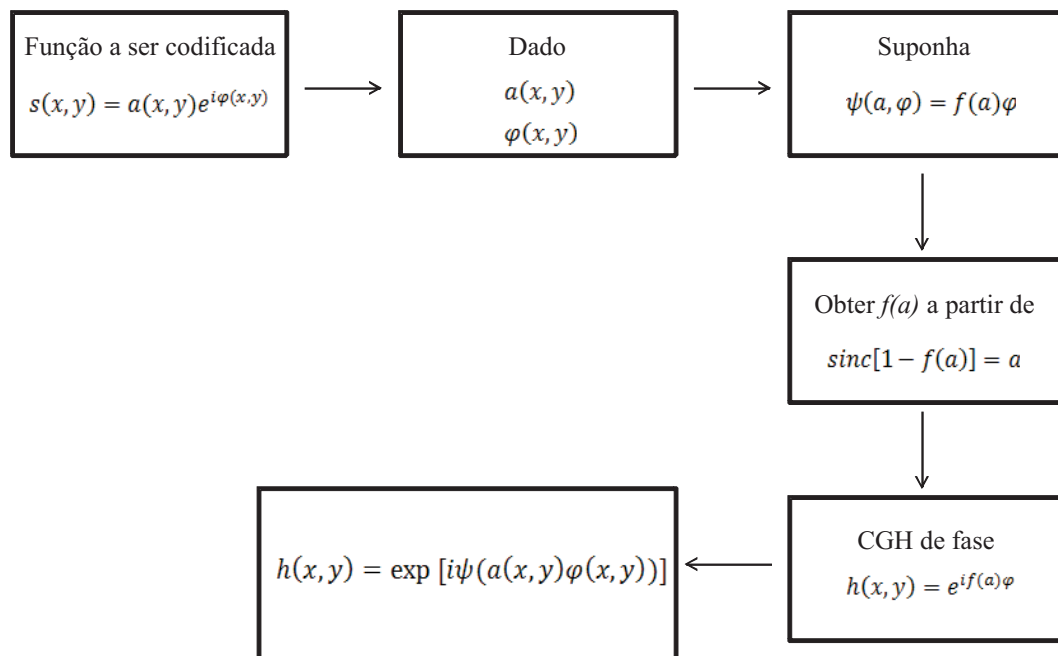 Função a ser codificada
s(x,y) = a(x,y)e^{iφ(x,y)}
Dado
a(x,y)
φ(x,y)
Suponha
ψ(a,φ) = f(a)φ
Obter f(a) a partir de
sinc[1 − f(a)] = a
CGH de fase
h(x,y) = e^{if(a)φ}
h(x,y) = exp [iψ(a(x,y)φ(x,y))]